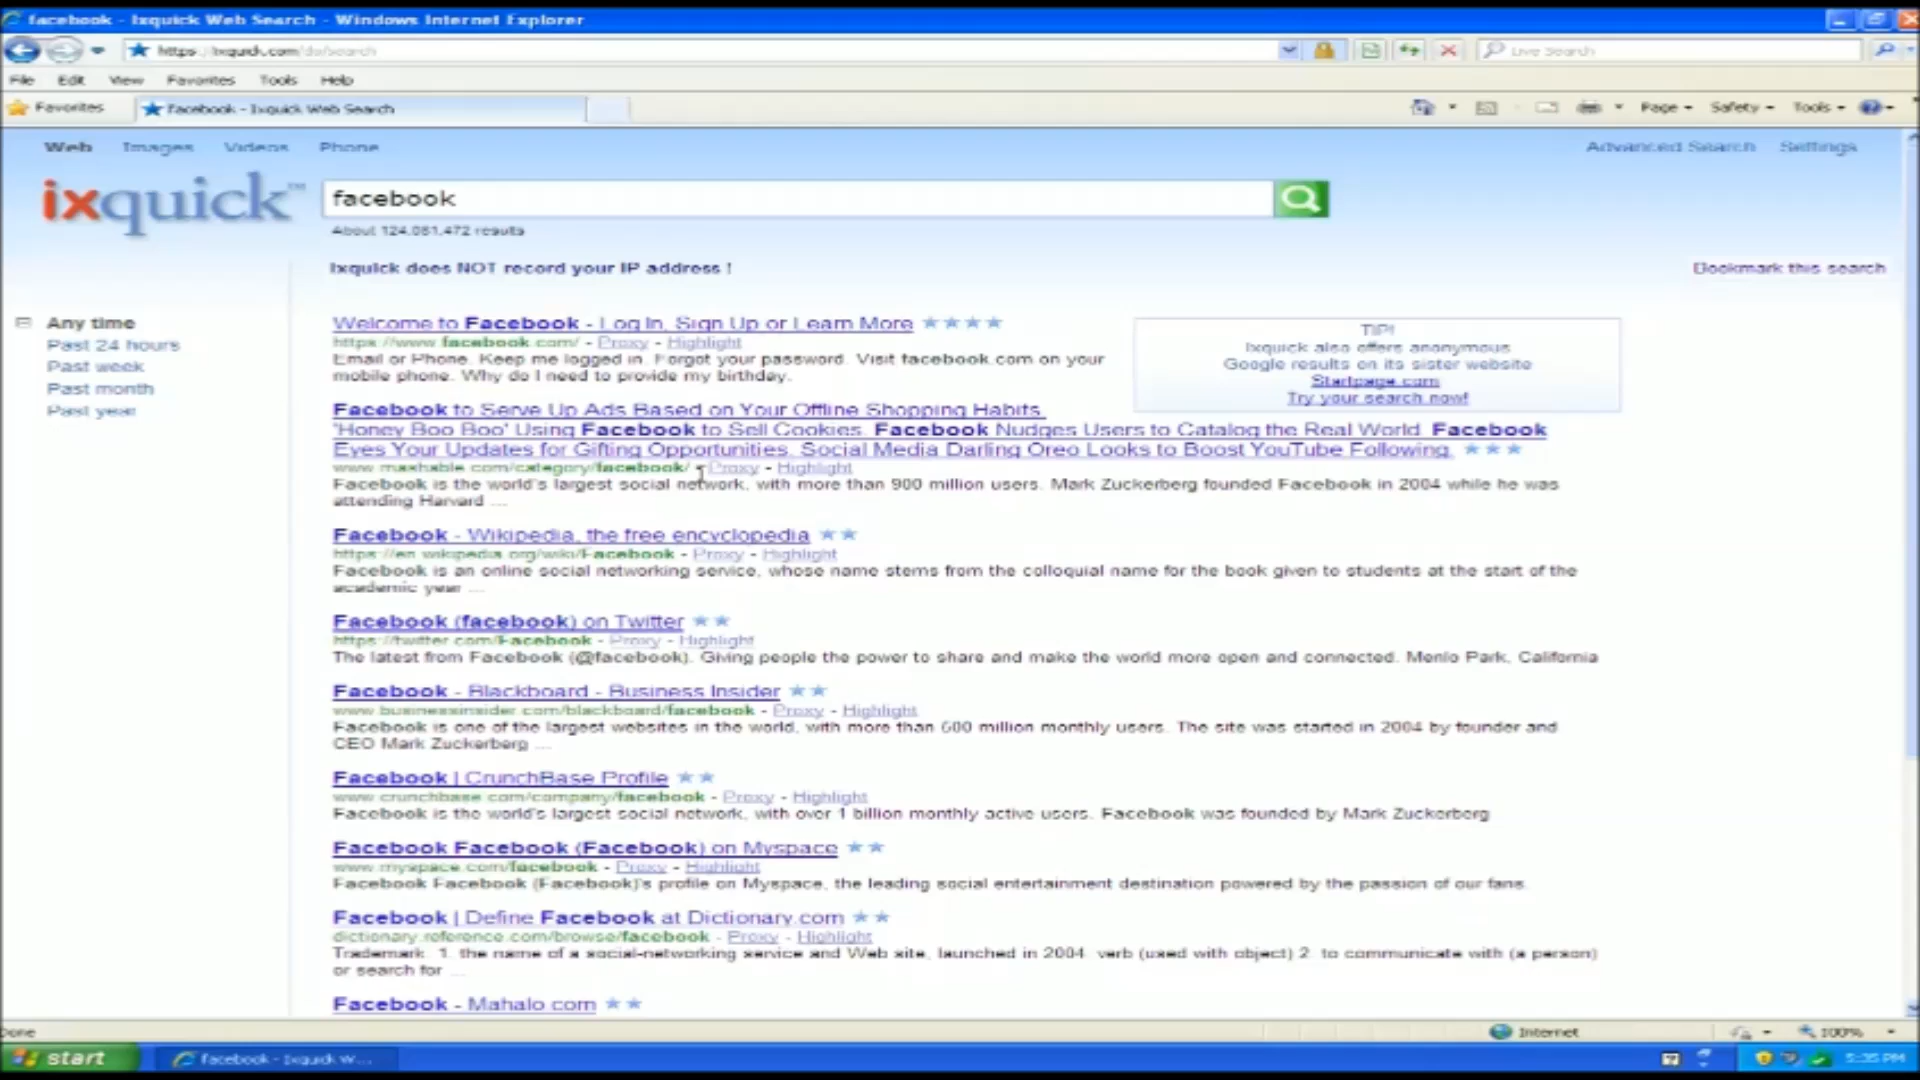 facebook - Ixquick Web Search - Windows Internet Explorer
https://ixquick.com/do/search
Live Search
File Edit View Favorites Tools Help
Favorites
facebook - Ixquick Web Search
Page Safety Tools
Web Images Videos Phone
Advanced Search Settings
ixquick™
facebook
About 124,081,472 results
Ixquick does NOT record your IP address !
Bookmark this search
Any time
Past 24 hours
Past week
Past month
Past year
Welcome to Facebook - Log In, Sign Up or Learn More
https://www.facebook.com/ - Proxy - Highlight
Email or Phone. Keep me logged in. Forgot your password. Visit facebook.com on your
mobile phone. Why do I need to provide my birthday.
TIP!
Ixquick also offers anonymous
Google results on its sister website
Startpage.com
Try your search now!
Facebook to Serve Up Ads Based on Your Offline Shopping Habits.
'Honey Boo Boo' Using Facebook to Sell Cookies. Facebook Nudges Users to Catalog the Real World. Facebook
Eyes Your Updates for Gifting Opportunities. Social Media Darling Oreo Looks to Boost YouTube Following.
www.mashable.com/category/facebook/ - Proxy - Highlight
Facebook is the world's largest social network, with more than 900 million users. Mark Zuckerberg founded Facebook in 2004 while he was
attending Harvard ...
Facebook - Wikipedia, the free encyclopedia
https://en.wikipedia.org/wiki/Facebook - Proxy - Highlight
Facebook is an online social networking service, whose name stems from the colloquial name for the book given to students at the start of the
academic year ...
Facebook (facebook) on Twitter
https://twitter.com/Facebook - Proxy - Highlight
The latest from Facebook (@facebook). Giving people the power to share and make the world more open and connected. Menlo Park, California
Facebook - Blackboard - Business Insider
www.businessinsider.com/blackboard/facebook - Proxy - Highlight
Facebook is one of the largest websites in the world, with more than 600 million monthly users. The site was started in 2004 by founder and
CEO Mark Zuckerberg ...
Facebook | CrunchBase Profile
www.crunchbase.com/company/facebook - Proxy - Highlight
Facebook is the world's largest social network, with over 1 billion monthly active users. Facebook was founded by Mark Zuckerberg
Facebook Facebook (Facebook) on Myspace
www.myspace.com/facebook - Proxy - Highlight
Facebook Facebook (Facebook)'s profile on Myspace, the leading social entertainment destination powered by the passion of our fans.
Facebook | Define Facebook at Dictionary.com
dictionary.reference.com/browse/facebook - Proxy - Highlight
Trademark. 1. the name of a social-networking service and Web site, launched in 2004. verb (used with object) 2. to communicate with (a person)
or search for ...
Facebook - Mahalo.com
Done
Internet
100%
start
facebook - Ixquick W...
5:35 PM